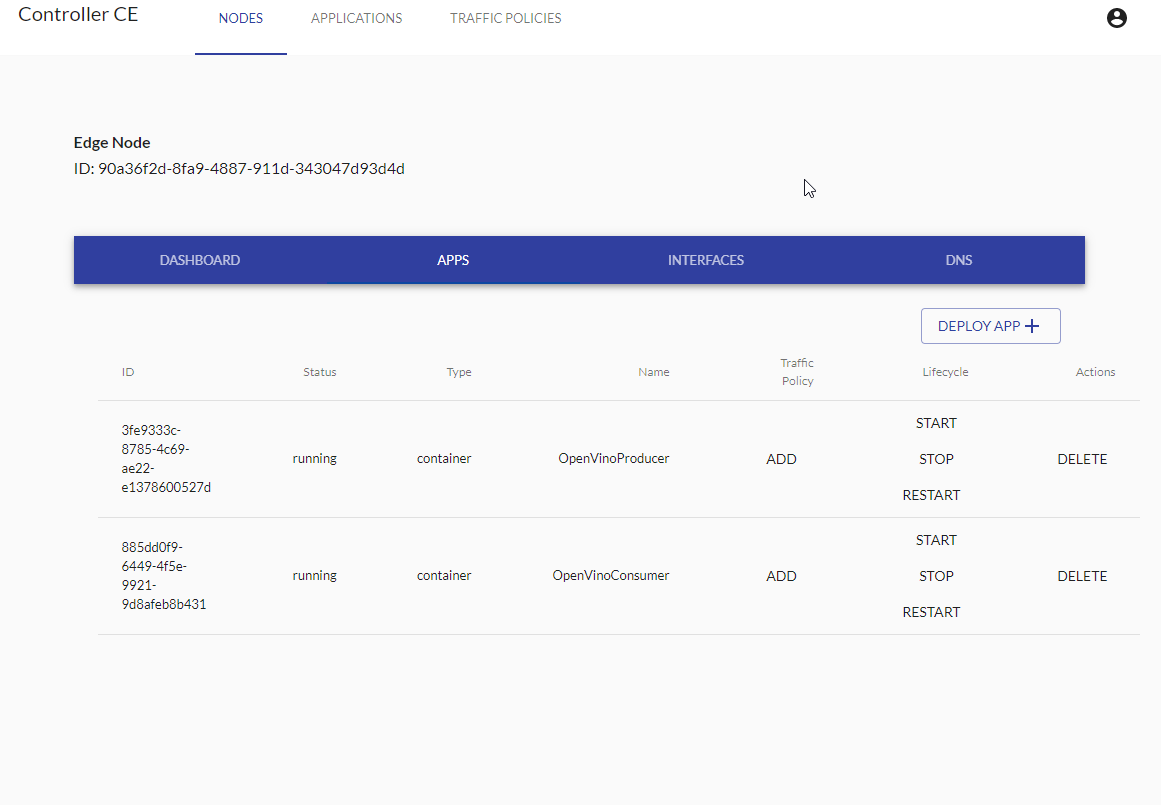 Controller CE
NODES
APPLICATIONS
TRAFFIC POLICIES
Edge Node
ID: 90a36f2d-8fa9-4887-911d-343047d93d4d
DASHBOARD
APPS
INTERFACES
DNS
DEPLOY APP +
ID
Status
Type
Name
Traffic
Policy
Lifecycle
Actions
3fe9333c-
8785-4c69-
ae22-
e1378600527d
running
container
OpenVinoProducer
ADD
START
STOP
RESTART
DELETE
885dd0f9-
6449-4f5e-
9921-
9d8afeb8b431
running
container
OpenVinoConsumer
ADD
START
STOP
RESTART
DELETE